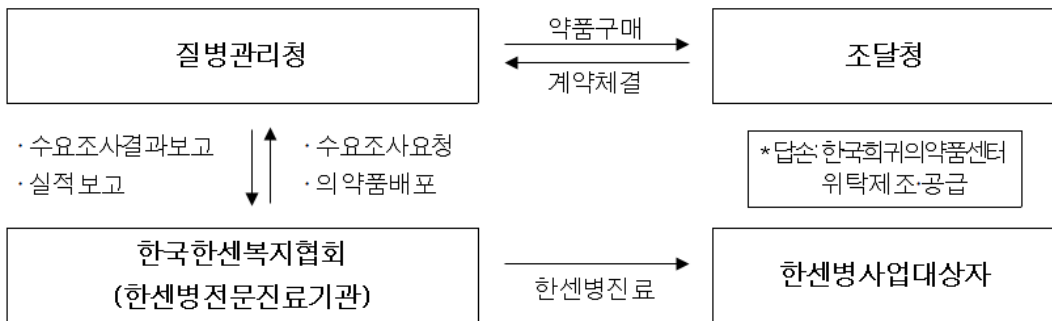 질병관리청
약품구매
계약체결
조달청
· 수요조사결과보고
· 실적보고
· 수요조사요청
· 의약품배포
* 답손: 한국희귀의약품센터
위탁제조·공급
한국한센복지협회
(한센병전문진료기관)
한센병진료
한센병사업대상자